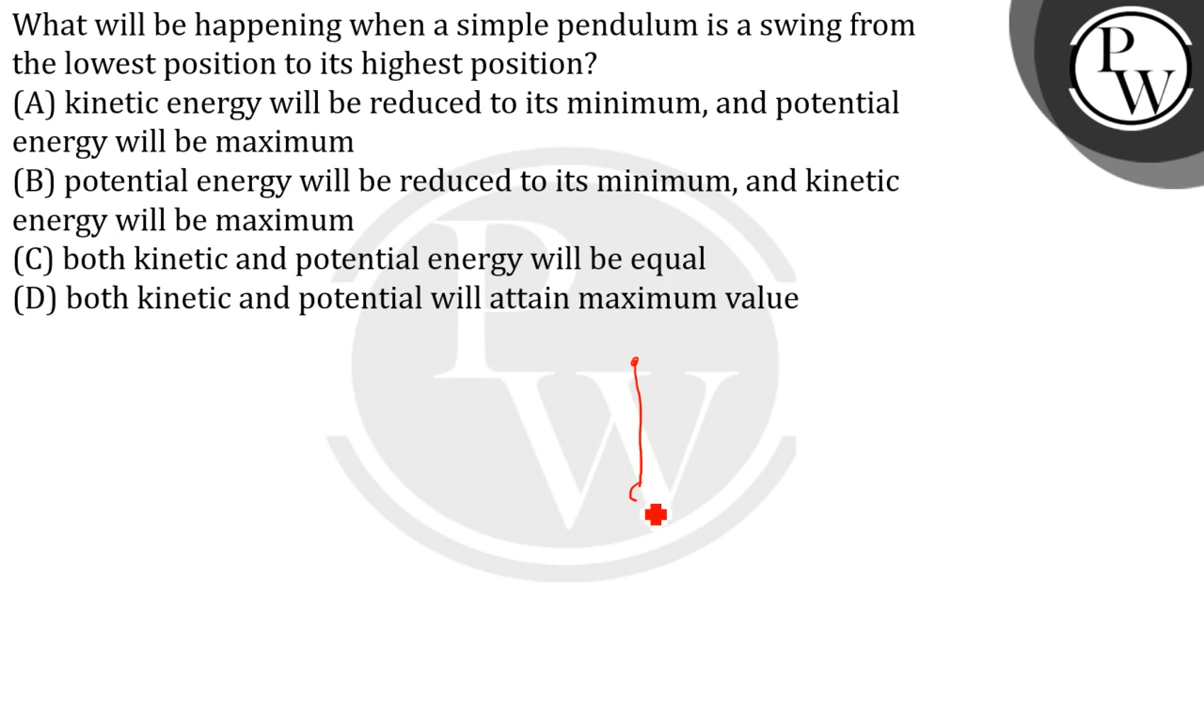 What will be happening when a simple pendulum is a swing from
the lowest position to its highest position?
(A) kinetic energy will be reduced to its minimum, and potential
energy will be maximum
(B) potential energy will be reduced to its minimum, and kinetic
energy will be maximum
(C) both kinetic and potential energy will be equal
(D) both kinetic and potential will attain maximum value
P
W
P
W